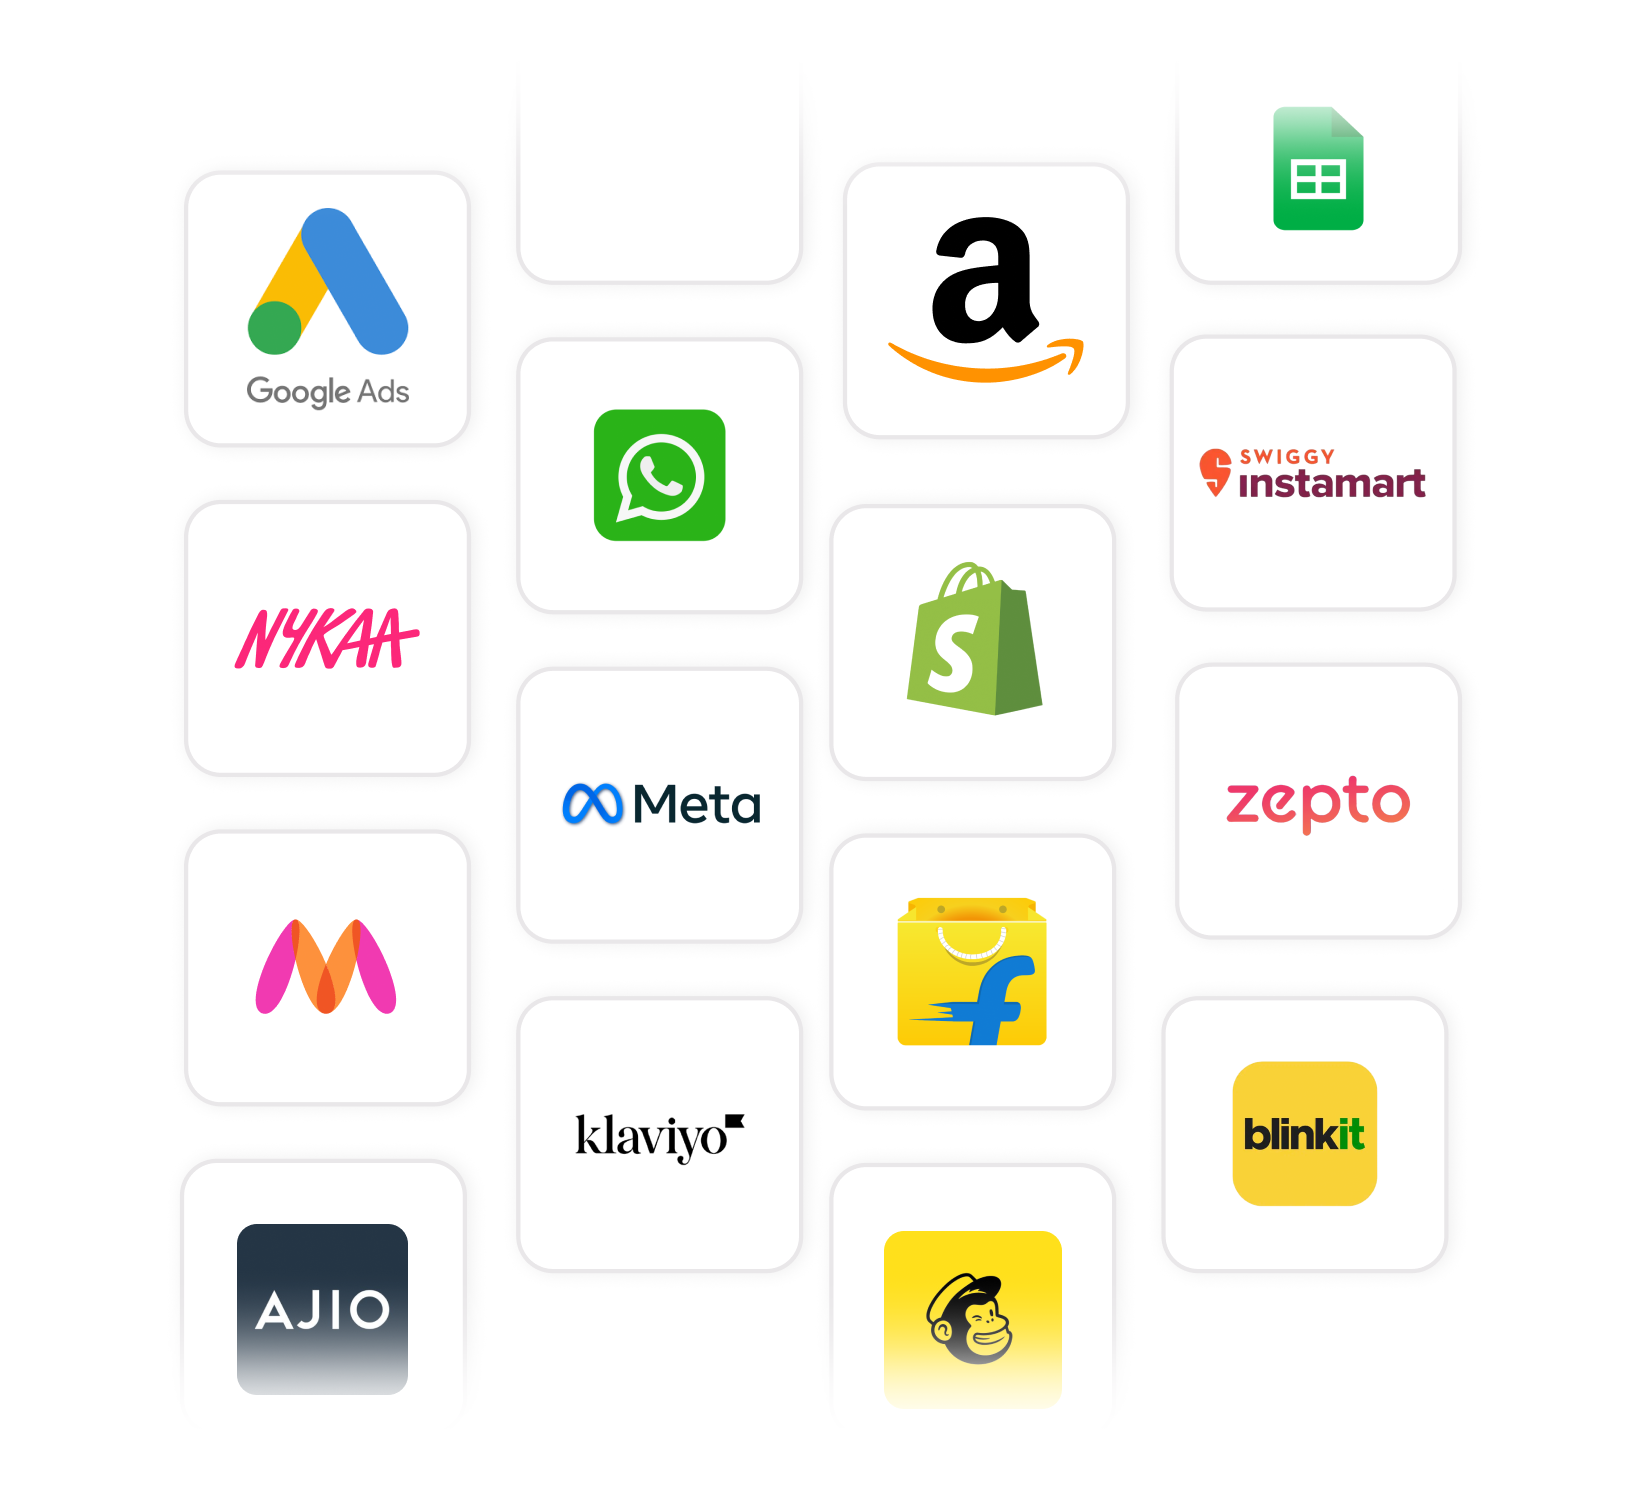 Google Ads
a
SWIGGY
instamart
NYKAA
S
Meta
zepto
f
klaviyo
blinkit
AJIO